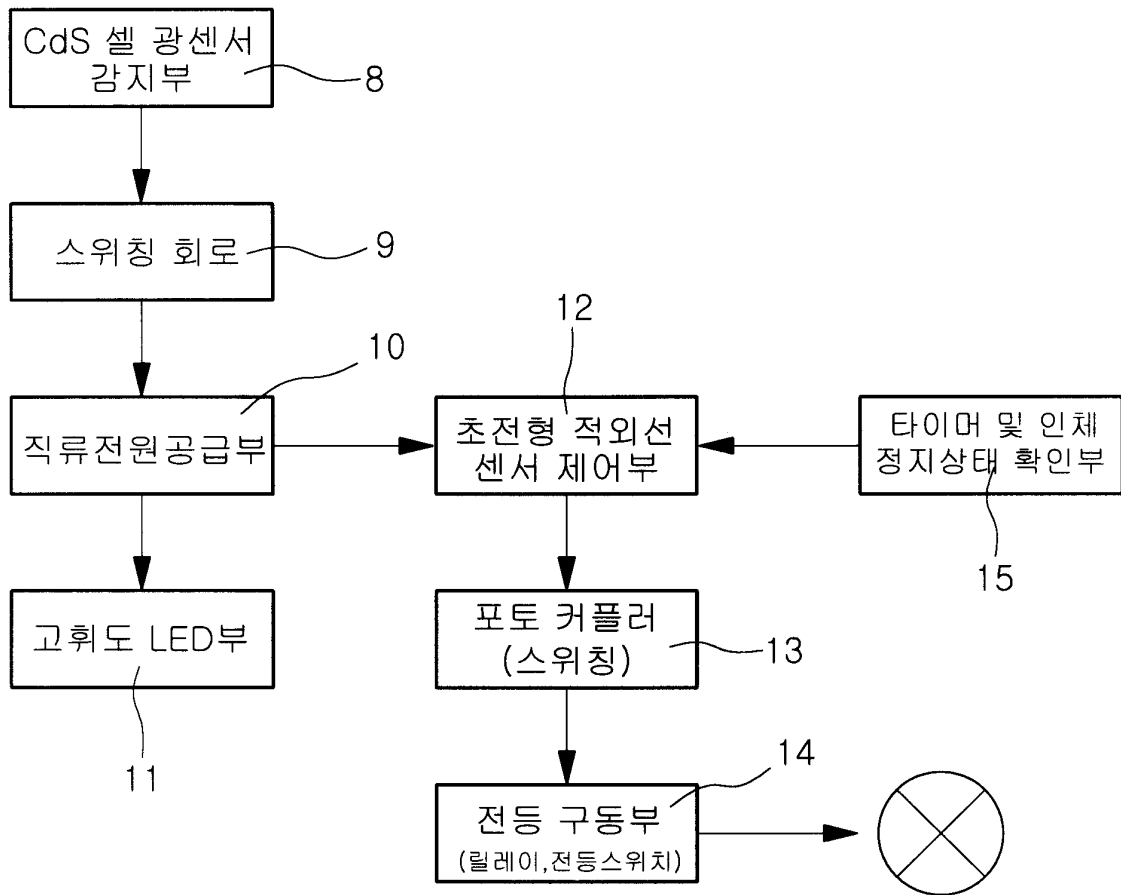 CdS 셀 광센서
감지부
8
스위칭 회로
9
10
직류전원공급부
12
초전형 적외선
센서 제어부
타이머 및 인체
정지상태 확인부
15
고휘도 LED부
11
포토 커플러
(스위칭)
13
14
전등 구동부
(릴레이,전등스위치)